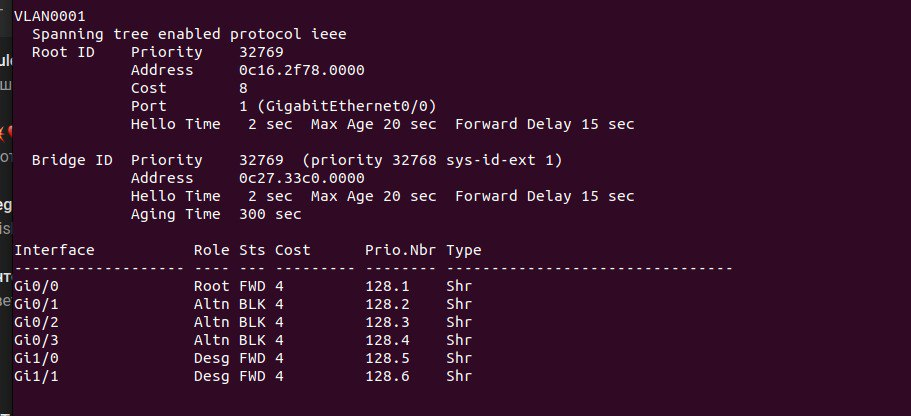 VLAN0001
  Spanning tree enabled protocol ieee
  Root ID    Priority    32769
             Address     0c16.2f78.0000
             Cost        8
             Port        1 (GigabitEthernet0/0)
             Hello Time   2 sec  Max Age 20 sec  Forward Delay 15 sec

  Bridge ID  Priority    32769  (priority 32768 sys-id-ext 1)
             Address     0c27.33c0.0000
             Hello Time   2 sec  Max Age 20 sec  Forward Delay 15 sec
             Aging Time  300 sec

Interface           Role Sts Cost      Prio.Nbr Type
------------------- ---- --- --------- -------- --------------------------------
Gi0/0               Root FWD 4         128.1    Shr
Gi0/1               Altn BLK 4         128.2    Shr
Gi0/2               Altn BLK 4         128.3    Shr
Gi0/3               Altn BLK 4         128.4    Shr
Gi1/0               Desg FWD 4         128.5    Shr
Gi1/1               Desg FWD 4         128.6    Shr